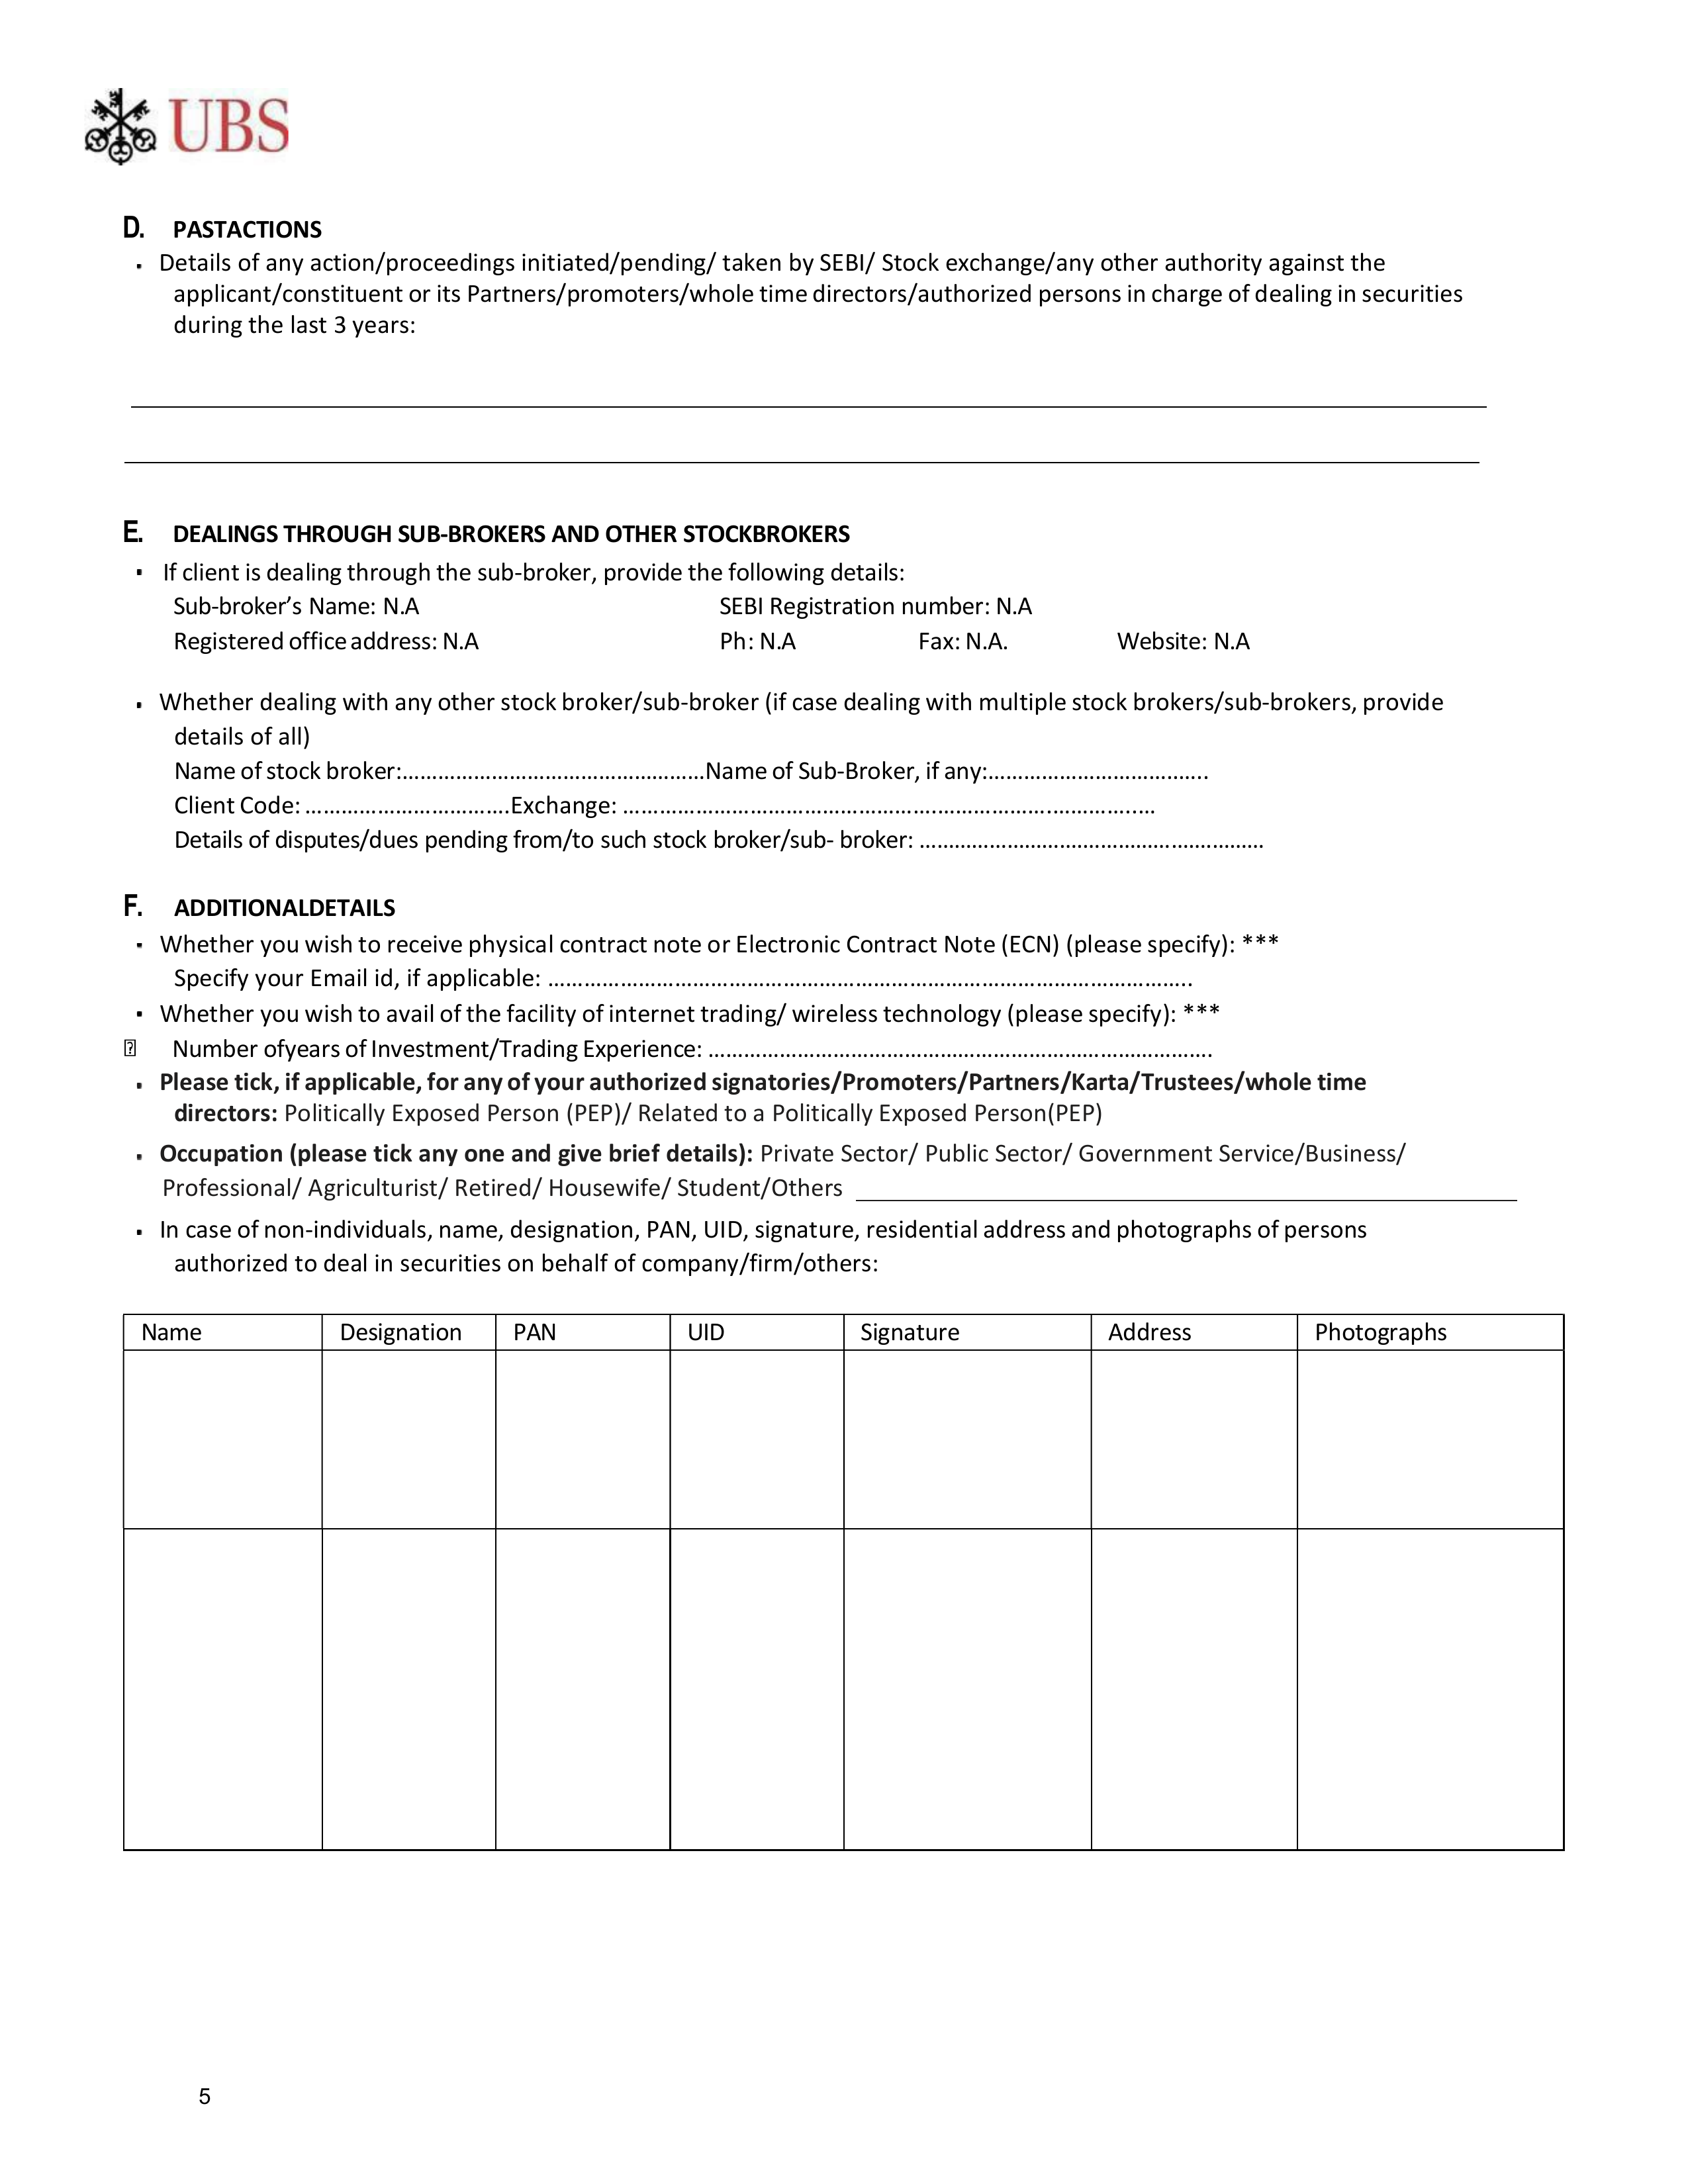 UBS
D. PASTACTIONS
▪ Details of any action/proceedings initiated/pending/ taken by SEBI/ Stock exchange/any other authority against the
applicant/constituent or its Partners/promoters/whole time directors/authorized persons in charge of dealing in securities
during the last 3 years:
E. DEALINGS THROUGH SUB-BROKERS AND OTHER STOCKBROKERS
▪ If client is dealing through the sub-broker, provide the following details:
Sub-broker’s Name: N.A SEBI Registration number: N.A
Registered office address: N.A Ph: N.A Fax: N.A. Website: N.A
▪ Whether dealing with any other stock broker/sub-broker (if case dealing with multiple stock brokers/sub-brokers, provide
details of all)
Name of stock broker:……………………………………….Name of Sub-Broker, if any:……………………………..
Client Code: ………………………….Exchange: ……………………………………………………….…………..…
Details of disputes/dues pending from/to such stock broker/sub- broker: ………………………………………………
F. ADDITIONALDETAILS
▪ Whether you wish to receive physical contract note or Electronic Contract Note (ECN) (please specify): ***
Specify your Email id, if applicable: ……………………………………………………………………………………..
▪ Whether you wish to avail of the facility of internet trading/ wireless technology (please specify): ***
Number ofyears of Investment/Trading Experience: …………………………………………………………………….
▪ Please tick, if applicable, for any of your authorized signatories/Promoters/Partners/Karta/Trustees/whole time
directors: Politically Exposed Person (PEP)/ Related to a Politically Exposed Person(PEP)
▪ Occupation (please tick any one and give brief details): Private Sector/ Public Sector/ Government Service/Business/
Professional/ Agriculturist/ Retired/ Housewife/ Student/Others
▪ In case of non-individuals, name, designation, PAN, UID, signature, residential address and photographs of persons
authorized to deal in securities on behalf of company/firm/others:
Name Designation PAN UID Signature Address Photographs
5